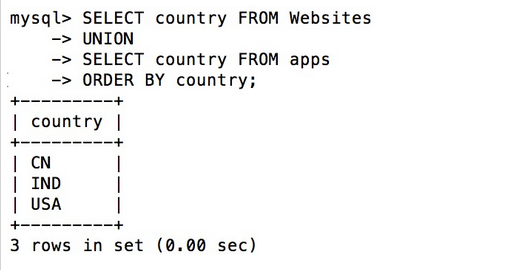 mysql> SELECT country FROM Websites
    -> UNION
    -> SELECT country FROM apps
    -> ORDER BY country;
+---------+
| country |
+---------+
| CN      |
| IND     |
| USA     |
+---------+
3 rows in set (0.00 sec)